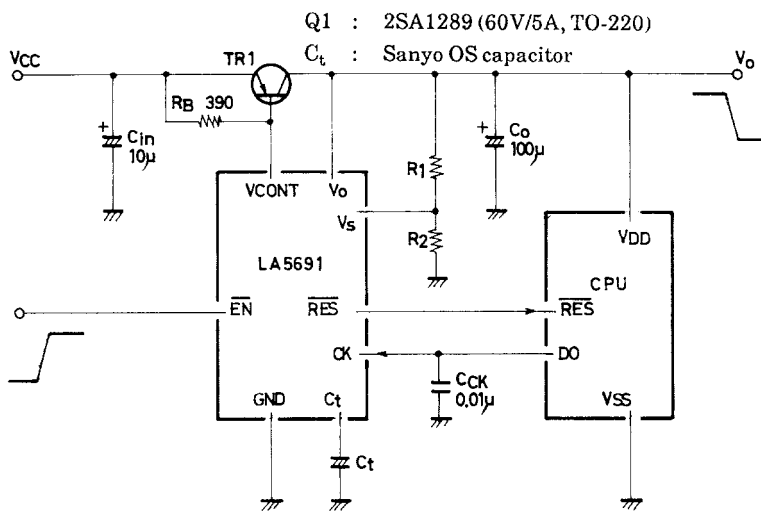 Q1 : 2SA1289 (60V/5A, TO-220)
Ct : Sanyo OS capacitor
VCC
TR1
Vo
RB 390
+
Cin
10μ
R1
+
Co
100μ
VCONT
Vo
Vs
R2
VDD
LA5691
CPU
EN
RES
RES
CK
DO
CCK
0.01μ
GND
Ct
VSS
Ct